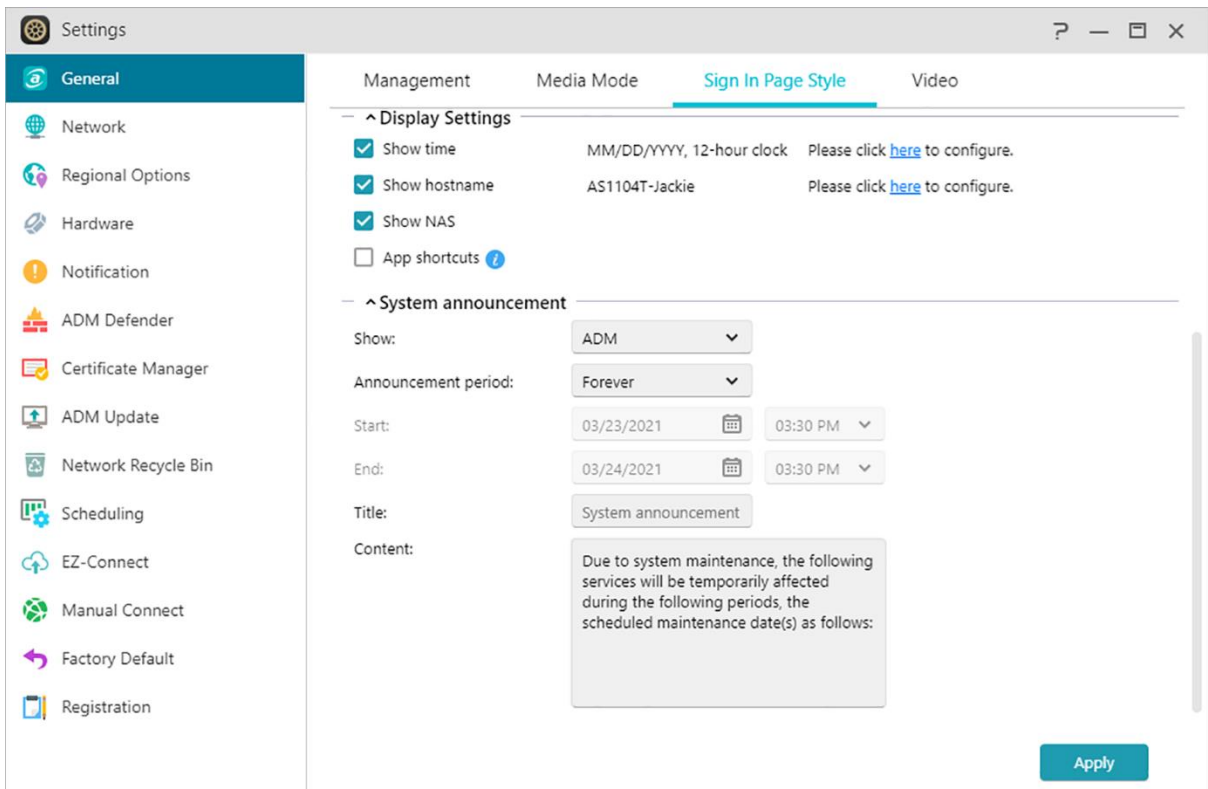 Settings
General
Network
Regional Options
Hardware
Notification
ADM Defender
Certificate Manager
ADM Update
Network Recycle Bin
Scheduling
EZ-Connect
Manual Connect
Factory Default
Registration
Management Media Mode Sign In Page Style Video
Display Settings
Show time MM/DD/YYYY, 12-hour clock Please click here to configure.
Show hostname AS1104T-Jackie Please click here to configure.
Show NAS
App shortcuts
System announcement
Show: ADM
Announcement period: Forever
Start: 03/23/2021 03:30 PM
End: 03/24/2021 03:30 PM
Title: System announcement
Content:
Due to system maintenance, the following
services will be temporarily affected
during the following periods, the
scheduled maintenance date(s) as follows:
Apply